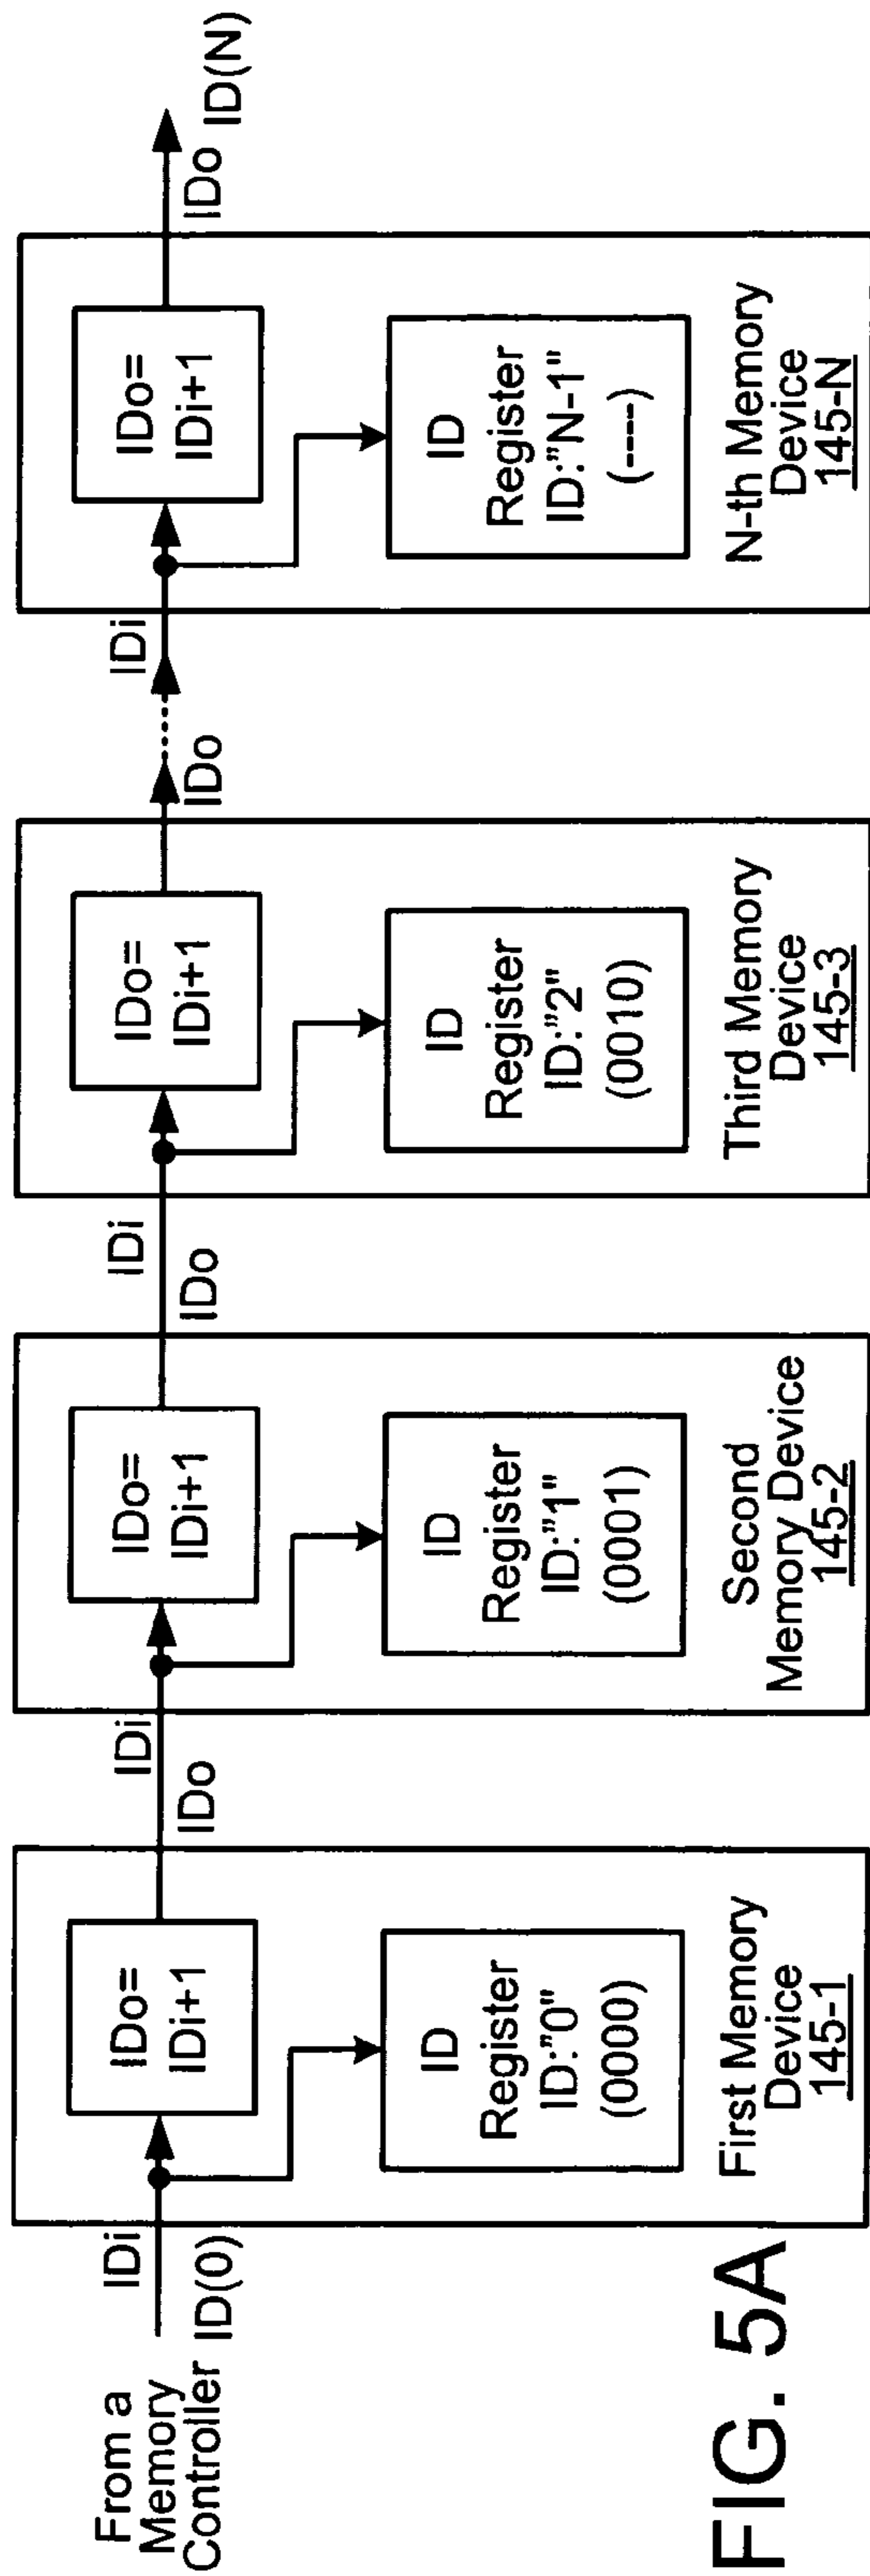 From a
Memory
Controller
IDi
ID(0)
IDo=
IDi+1
ID
Register
ID:"0"
(0000)
First Memory
Device
145-1
IDo
IDi
IDo=
IDi+1
ID
Register
ID:"1"
(0001)
Second
Memory Device
145-2
IDo
IDi
IDo=
IDi+1
ID
Register
ID:"2"
(0010)
Third Memory
Device
145-3
IDo
IDi
IDo=
IDi+1
ID
Register
ID:"N-1"
(----)
N-th Memory
Device
145-N
IDo
ID(N)
FIG. 5A